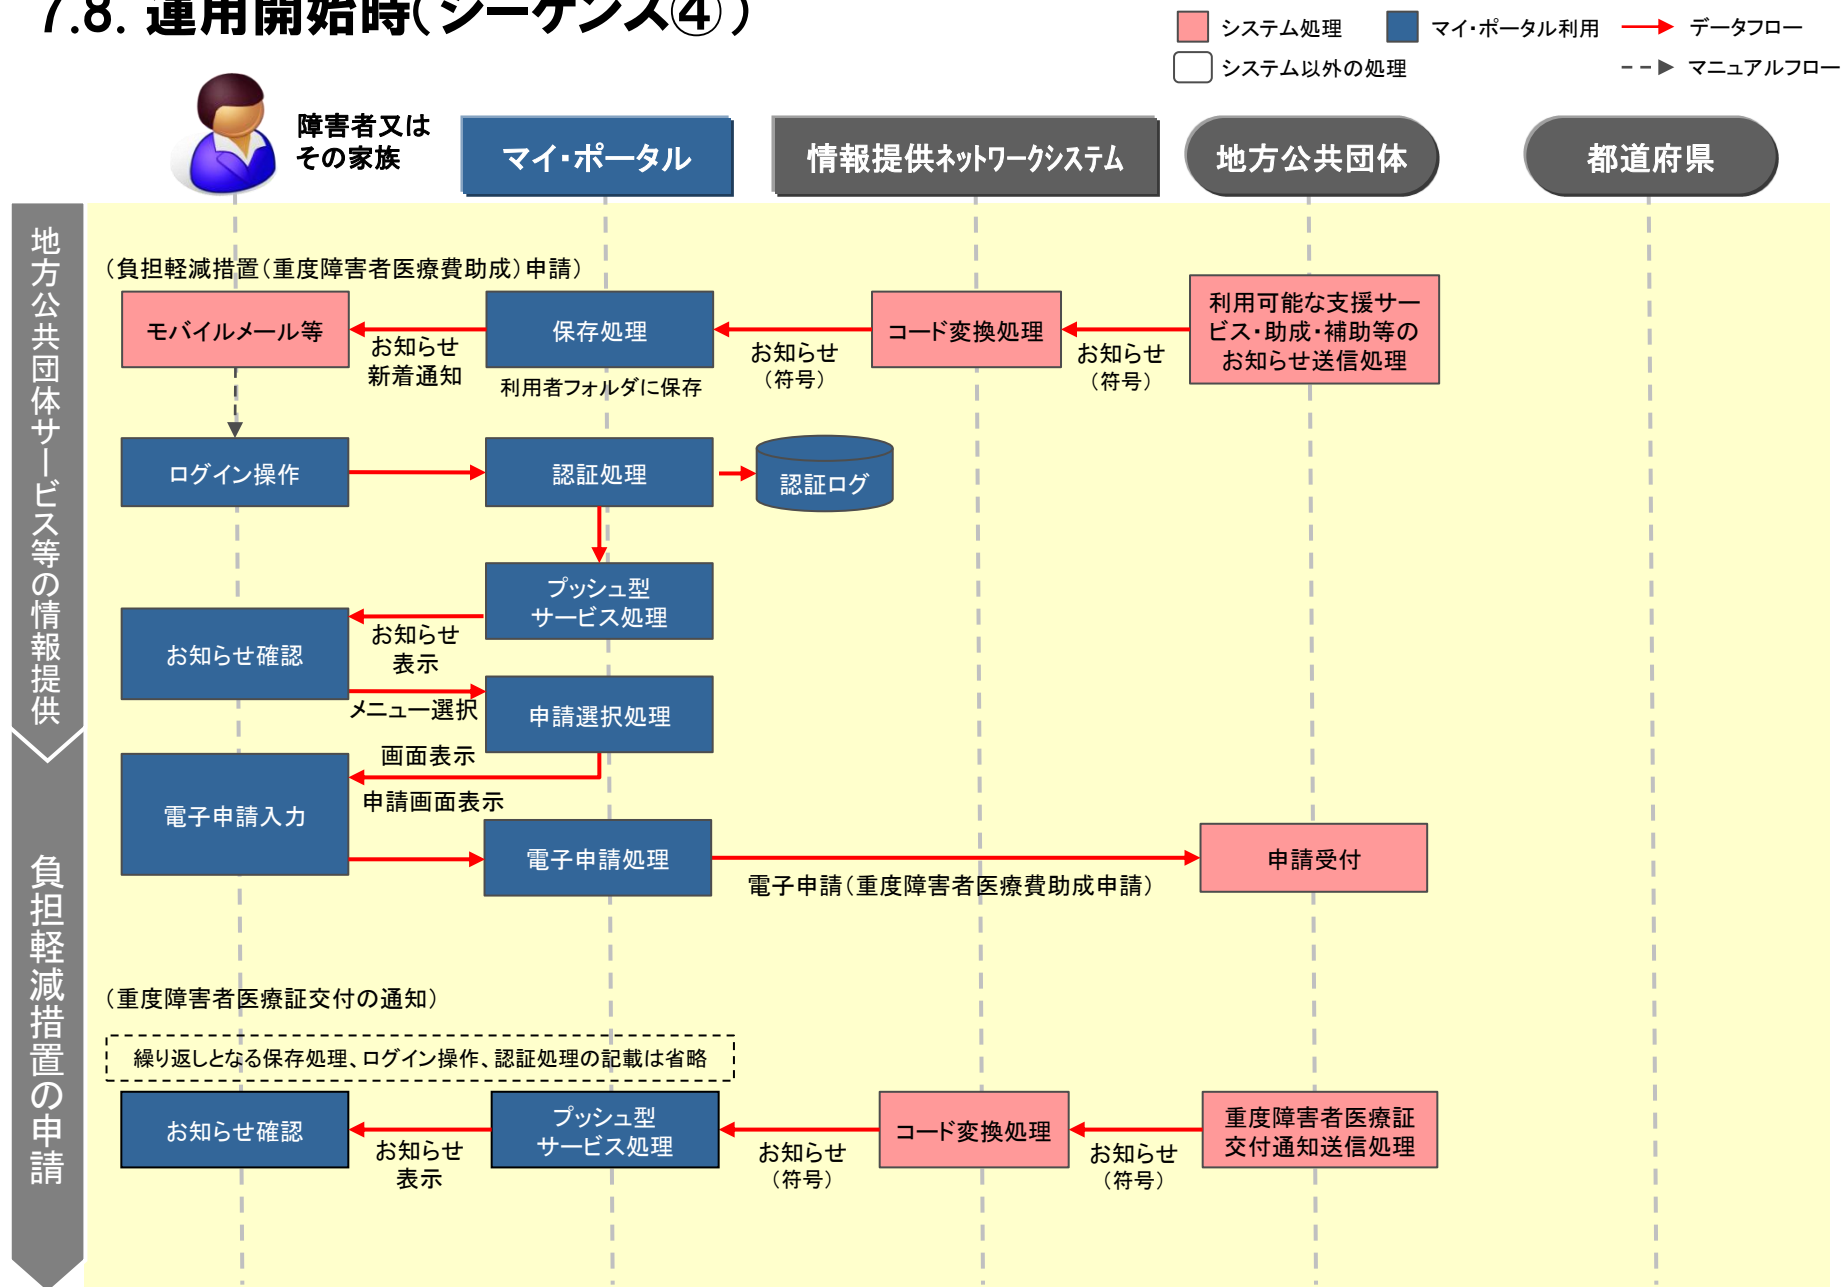 7.8. 運用開始時(シーケンス④)
システム処理
マイ・ポータル利用
データフロー
システム以外の処理
マニュアルフロー
障害者又は
その家族
マイ・ポータル
情報提供ネットワークシステム
地方公共団体
都道府県
地方公共団体サービス等の情報提供
(負担軽減措置(重度障害者医療費助成)申請)
モバイルメール等
お知らせ
新着通知
保存処理
利用者フォルダに保存
お知らせ
(符号)
コード変換処理
お知らせ
(符号)
利用可能な支援サー
ビス・助成・補助等の
お知らせ送信処理
ログイン操作
認証処理
認証ログ
プッシュ型
サービス処理
お知らせ
表示
お知らせ確認
メニュー選択
申請選択処理
画面表示
申請画面表示
電子申請入力
電子申請処理
電子申請(重度障害者医療費助成申請)
申請受付
負担軽減措置の申請
(重度障害者医療証交付の通知)
繰り返しとなる保存処理、ログイン操作、認証処理の記載は省略
お知らせ確認
お知らせ
表示
プッシュ型
サービス処理
お知らせ
(符号)
コード変換処理
お知らせ
(符号)
重度障害者医療証
交付通知送信処理